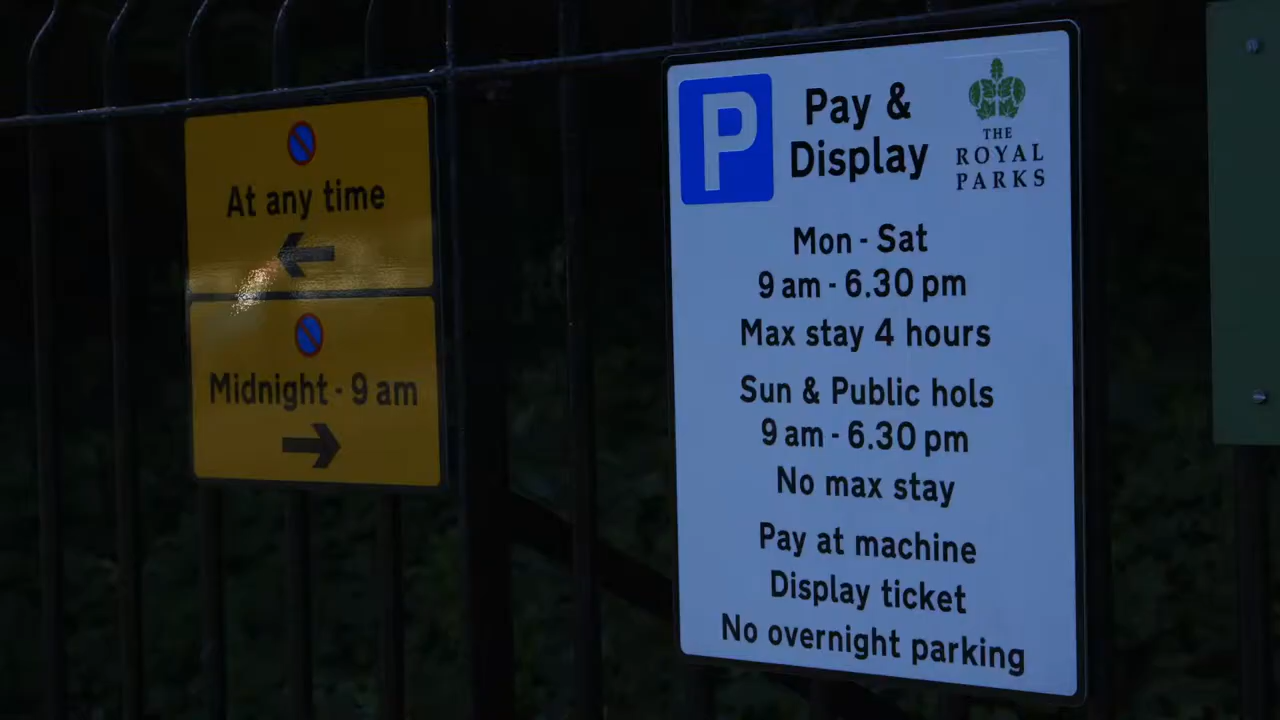 At any time
Midnight - 9 am
P
Pay &
Display
THE
ROYAL
PARKS
Mon - Sat
9 am - 6.30 pm
Max stay 4 hours
Sun & Public hols
9 am - 6.30 pm
No max stay
Pay at machine
Display ticket
No overnight parking